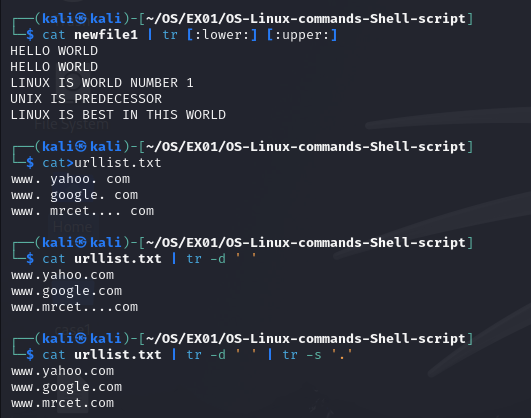 ┌──(kali㉿kali)-[~/OS/EX01/OS-Linux-commands-Shell-script]
└─$ cat newfile1 | tr [:lower:] [:upper:]
HELLO WORLD
HELLO WORLD
LINUX IS WORLD NUMBER 1
UNIX IS PREDECESSOR
LINUX IS BEST IN THIS WORLD
File System
┌──(kali㉿kali)-[~/OS/EX01/OS-Linux-commands-Shell-script]
└─$ cat>urllist.txt
www. yahoo. com
www. google. com
www. mrcet.... com
Home
┌──(kali㉿kali)-[~/OS/EX01/OS-Linux-commands-Shell-script]
└─$ cat urllist.txt | tr -d ' '
www.yahoo.com
www.google.com
www.mrcet....com
┌──(kali㉿kali)-[~/OS/EX01/OS-Linux-commands-Shell-script]
└─$ cat urllist.txt | tr -d ' ' | tr -s '.'
www.yahoo.com
www.google.com
www.mrcet.com